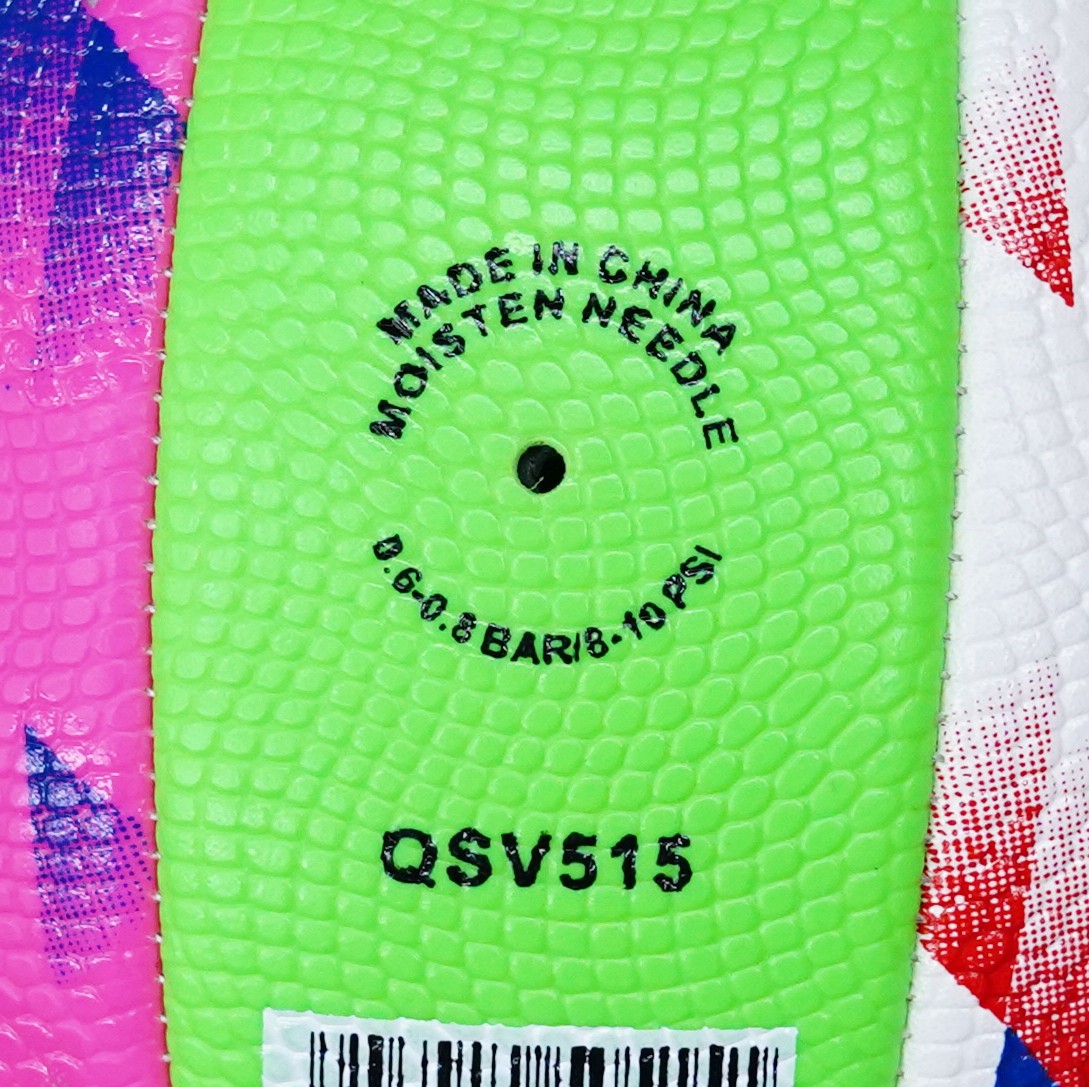 MADE IN CHINA
MOISTEN NEEDLE
0.6-0.8 BAR/8-10 PSI
QSV515